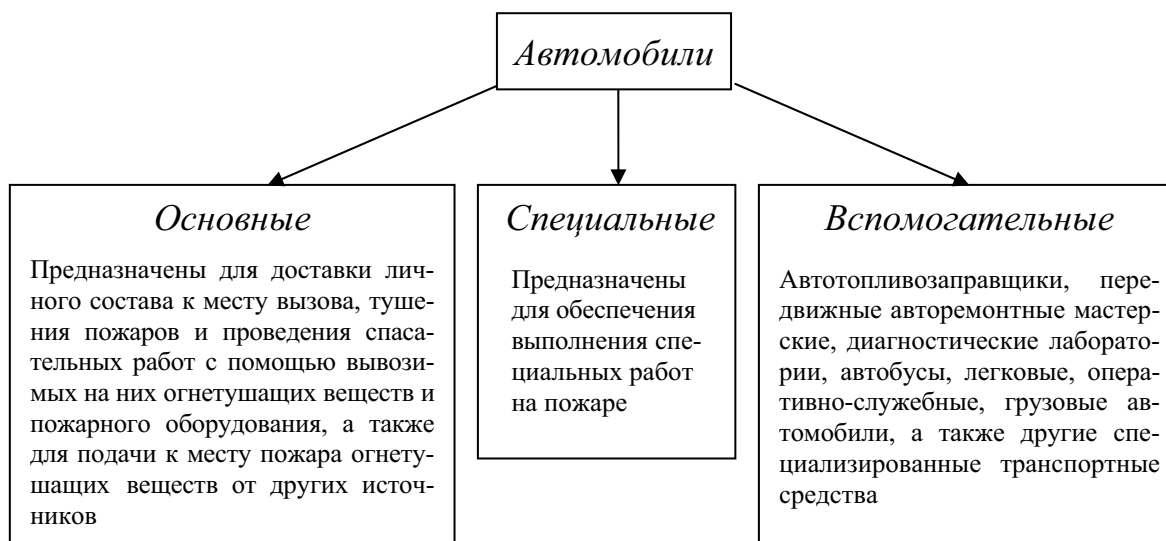 Автомобили
Основные
Предназначены для доставки лич-
ного состава к месту вызова, туше-
ния пожаров и проведения спаса-
тельных работ с помощью вывози-
мых на них огнетушащих веществ и
пожарного оборудования, а также
для подачи к месту пожара огнету-
шащих веществ от других источ-
ников
Специальные
Предназначены
для обеспечения
выполнения спе-
циальных работ
на пожаре
Вспомогательные
Автотопливозаправщики, пере-
движные авторемонтные мастер-
ские, диагностические лаборато-
рии, автобусы, легковые, опера-
тивно-служебные, грузовые ав-
томобили, а также другие спе-
циализированные транспортные
средства